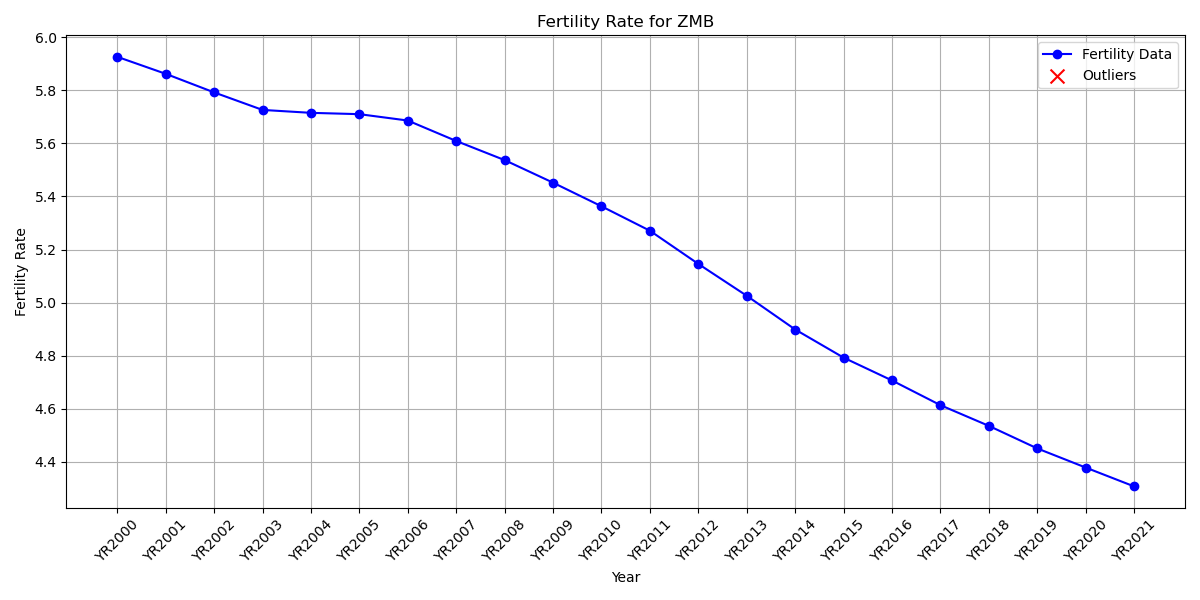 Fertility Rate for ZMB
Fertility Data
Outliers
6.0
5.8
5.6
5.4
5.2
5.0
4.8
4.6
4.4
Fertility Rate
YR2000
YR2001
YR2002
YR2003
YR2004
YR2005
YR2006
YR2007
YR2008
YR2009
YR2010
YR2011
YR2012
YR2013
YR2014
YR2015
YR2016
YR2017
YR2018
YR2019
YR2020
YR2021
Year